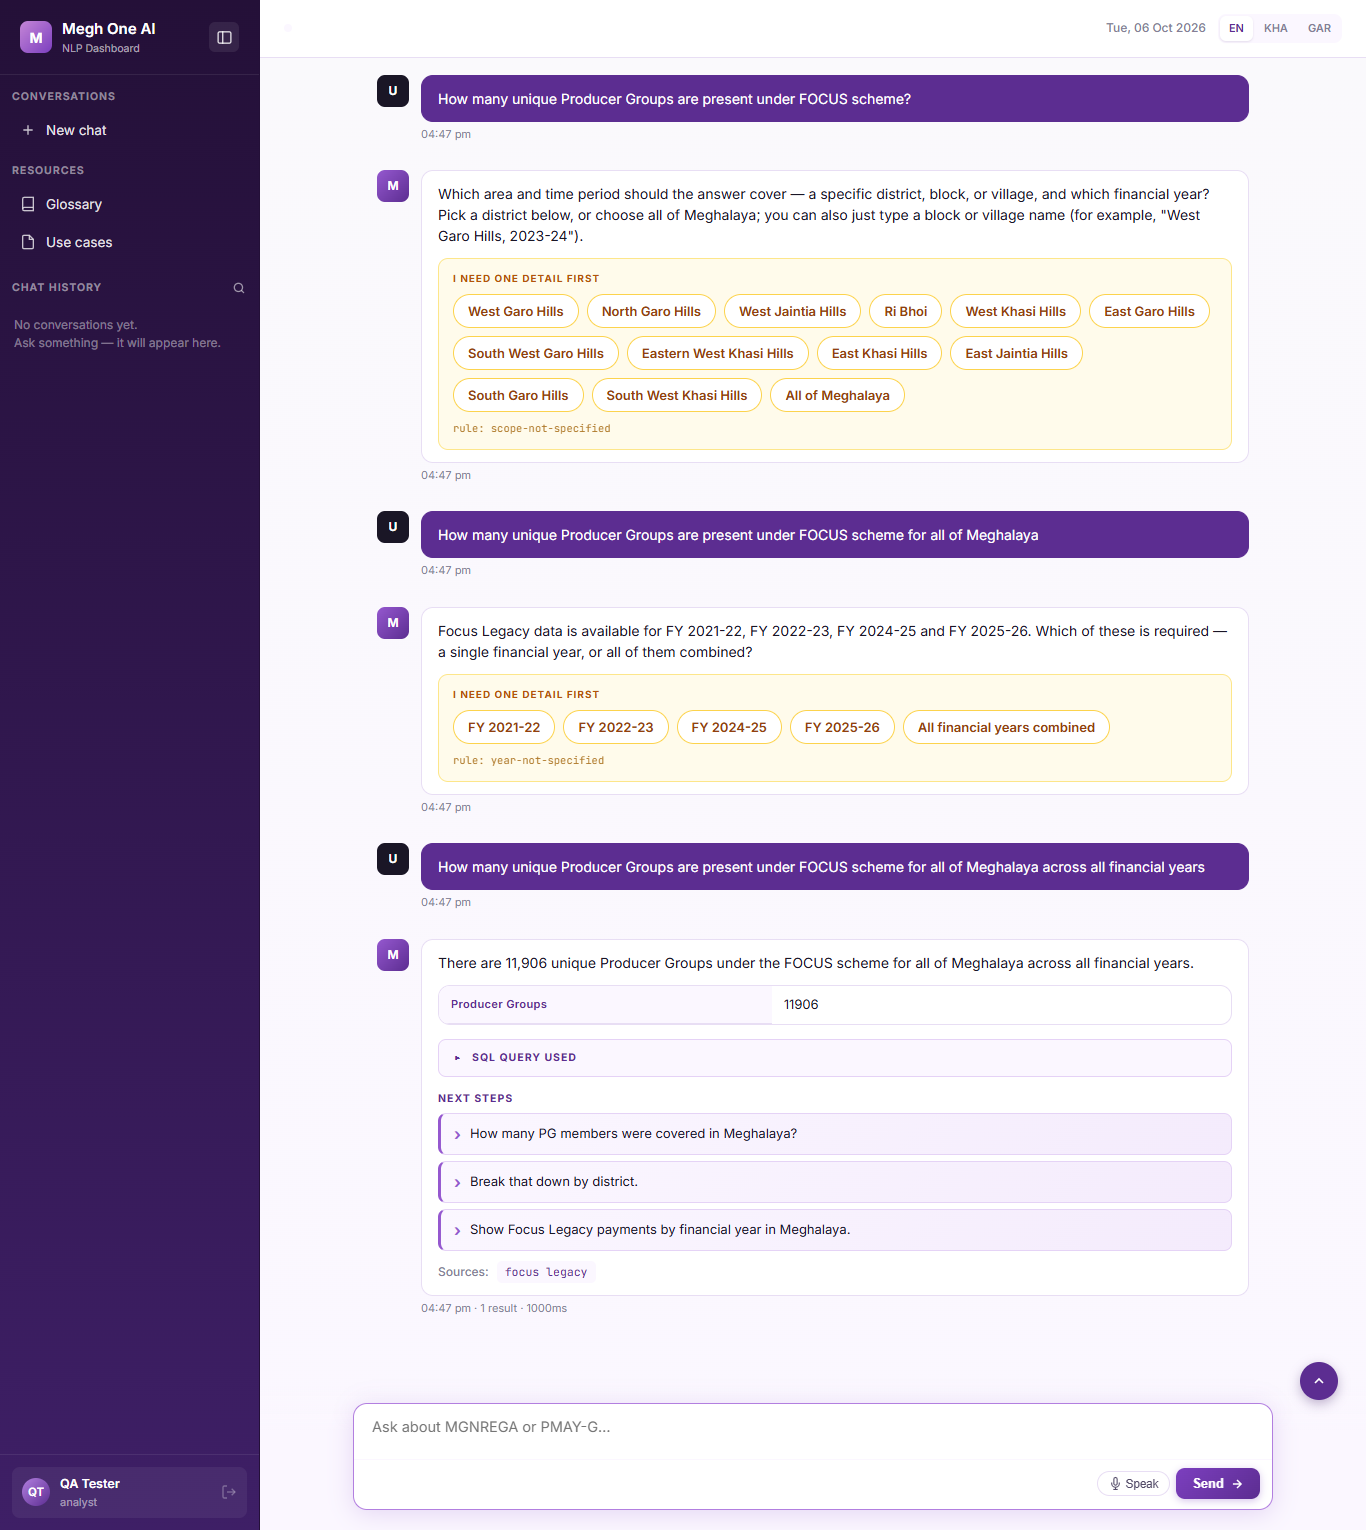 M
Megh One AI
NLP Dashboard
CONVERSATIONS
+ New chat
RESOURCES
Glossary
Use cases
CHAT HISTORY
No conversations yet.
Ask something — it will appear here.
QT
QA Tester
analyst
Tue, 06 Oct 2026
EN
KHA
GAR
U
How many unique Producer Groups are present under FOCUS scheme?
04:47 pm
M
Which area and time period should the answer cover — a specific district, block, or village, and which financial year?
Pick a district below, or choose all of Meghalaya; you can also just type a block or village name (for example, "West
Garo Hills, 2023-24").
I NEED ONE DETAIL FIRST
West Garo Hills
North Garo Hills
West Jaintia Hills
Ri Bhoi
West Khasi Hills
East Garo Hills
South West Garo Hills
Eastern West Khasi Hills
East Khasi Hills
East Jaintia Hills
South Garo Hills
South West Khasi Hills
All of Meghalaya
rule: scope-not-specified
04:47 pm
U
How many unique Producer Groups are present under FOCUS scheme for all of Meghalaya
04:47 pm
M
Focus Legacy data is available for FY 2021-22, FY 2022-23, FY 2024-25 and FY 2025-26. Which of these is required —
a single financial year, or all of them combined?
I NEED ONE DETAIL FIRST
FY 2021-22
FY 2022-23
FY 2024-25
FY 2025-26
All financial years combined
rule: year-not-specified
04:47 pm
U
How many unique Producer Groups are present under FOCUS scheme for all of Meghalaya across all financial years
04:47 pm
M
There are 11,906 unique Producer Groups under the FOCUS scheme for all of Meghalaya across all financial years.
Producer Groups
11906
SQL QUERY USED
NEXT STEPS
How many PG members were covered in Meghalaya?
Break that down by district.
Show Focus Legacy payments by financial year in Meghalaya.
Sources: focus legacy
04:47 pm · 1 result · 1000ms
Ask about MGNREGA or PMAY-G...
Speak
Send →